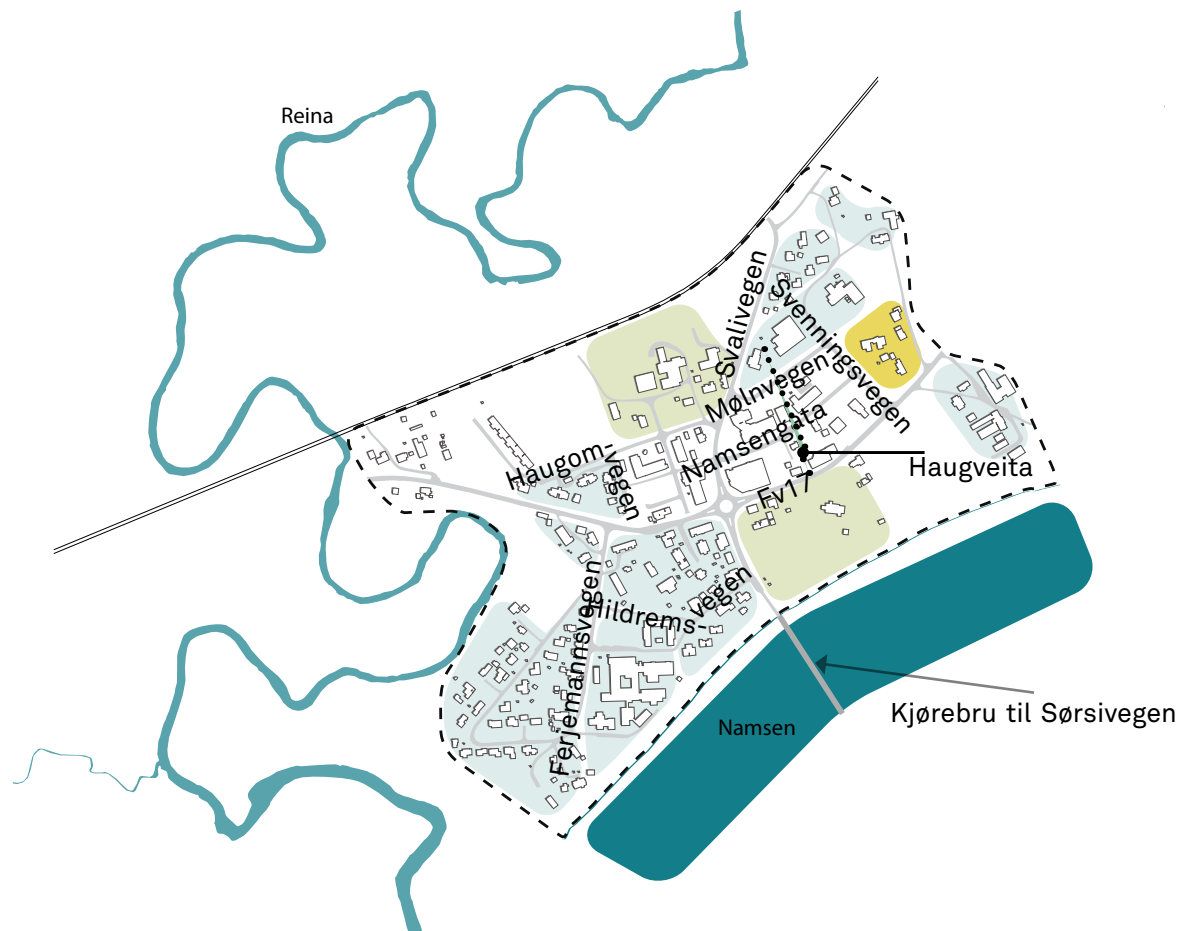 Reina
Svalivegen
Svenningsvegen
Mølnvegen
Namsengata
Haugom-
vegen
Haugveita
Fv17
Hildrems-
vegen
Ferjemannsvegen
Kjørebru til Sørsivegen
Namsen